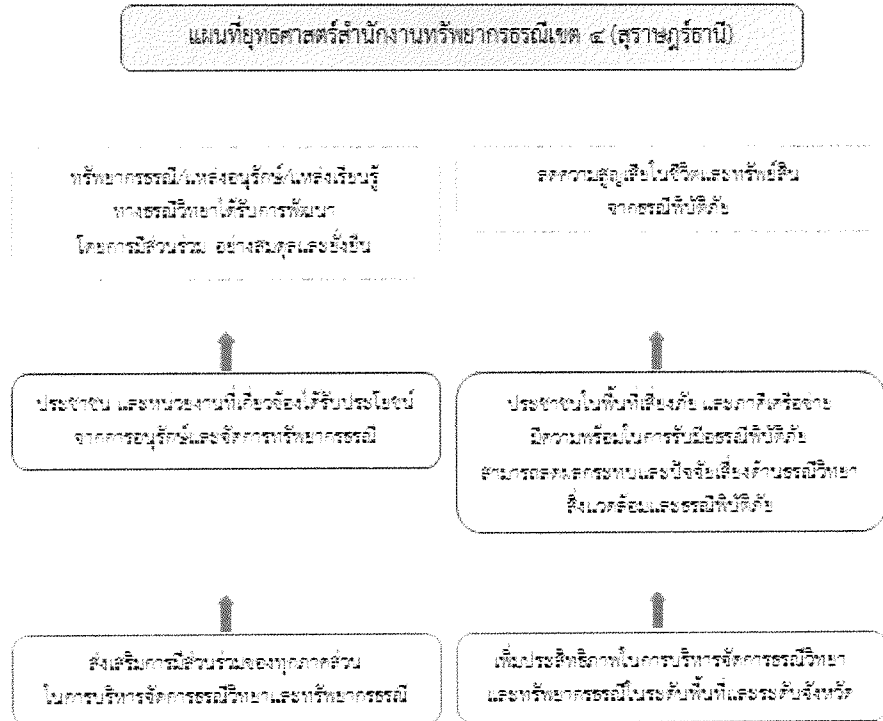 แผนที่ยุทธศาสตร์สำนักงานทรัพยากรธรณีเขต ๔ (สุราษฎร์ธานี)
ทรัพยากรธรณี/แหล่งอนุรักษ์/แหล่งเรียนรู้
ทางธรณีวิทยาได้รับการพัฒนา
โดยการมีส่วนร่วม อย่างสมดุลและยั่งยืน
ลดความสูญเสียในชีวิตและทรัพย์สิน
จากธรณีพิบัติภัย
ประชาชน และหน่วยงานที่เกี่ยวข้องได้รับประโยชน์
จากการอนุรักษ์และจัดการทรัพยากรธรณี
ประชาชนในพื้นที่เสี่ยงภัย และภาคีเครือข่าย
มีความพร้อมในการรับมือธรณีพิบัติภัย
สามารถลดผลกระทบและปัจจัยเสี่ยงด้านธรณีวิทยา
สิ่งแวดล้อมและธรณีพิบัติภัย
ส่งเสริมการมีส่วนร่วมของทุกภาคส่วน
ในการบริหารจัดการธรณีวิทยาและทรัพยากรธรณี
เพิ่มประสิทธิภาพในการบริหารจัดการธรณีวิทยา
และทรัพยากรธรณีในระดับพื้นที่และระดับจังหวัด